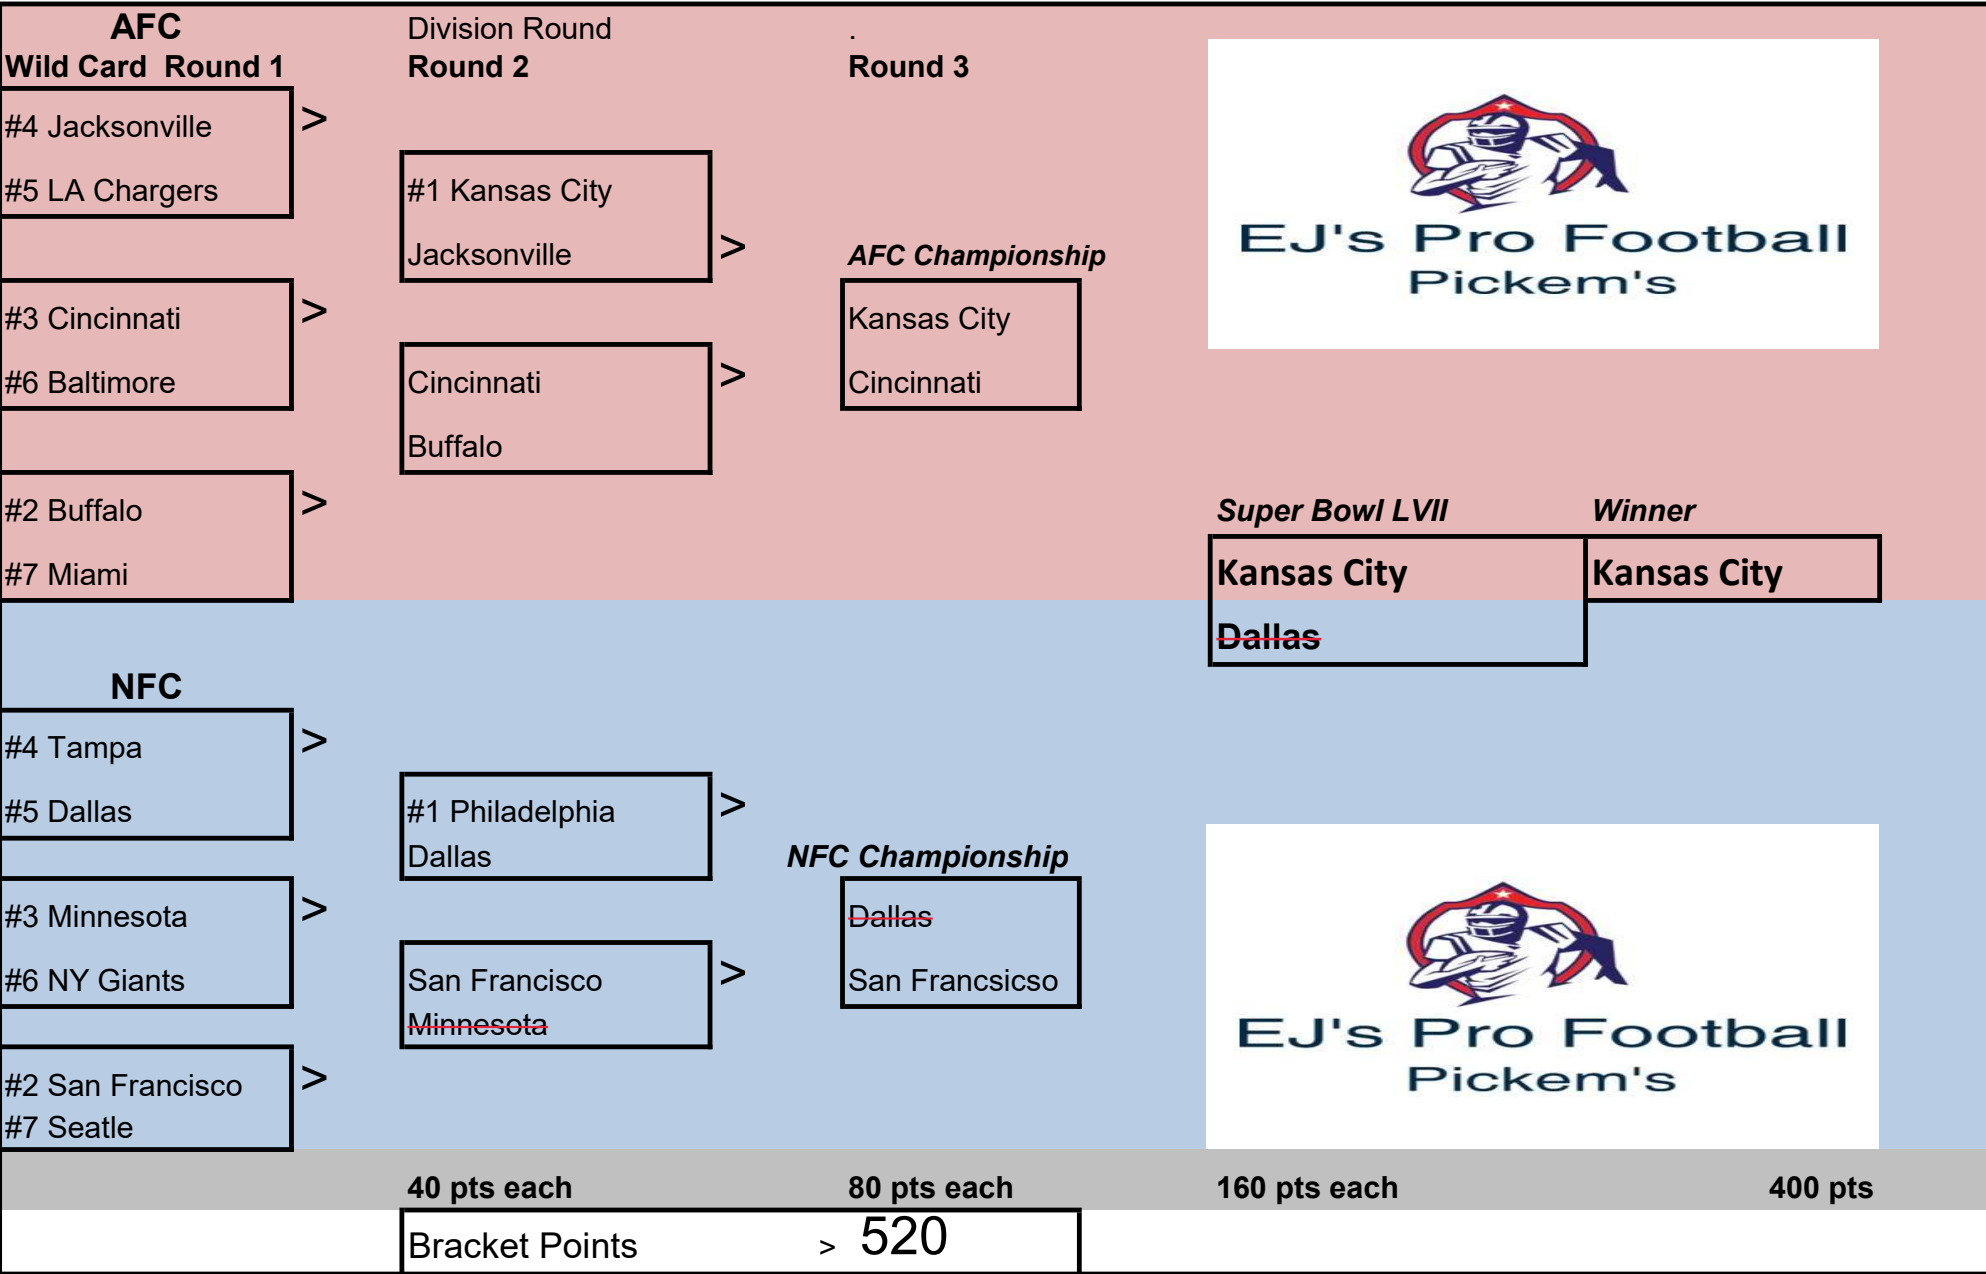 AFC Division Round .
Wild Card Round 1 Round 2 Round 3
#4 Jacksonville >
#5 LA Chargers #1 Kansas City
EJ's Pro Football
Jacksonville > AFC Championship
Pickem's
#3 Cincinnati > Kansas City
#6 Baltimore Cincinnati > Cincinnati
Buffalo
#2 Buffalo > Super Bowl LVII Winner
#7 Miami Kansas City Kansas City
Dallas
NFC
#4 Tampa >
#5 Dallas #1 Philadelphia >
Dallas NFC Championship
#3 Minnesota > Dallas
#6 NY Giants San Francisco > San Francsicso
Minnesota
EJ's Pro Football
#2 San Francisco > Pickem's
#7 Seatle
40 pts each 80 pts each 160 pts each 400 pts
Bracket Points > 520